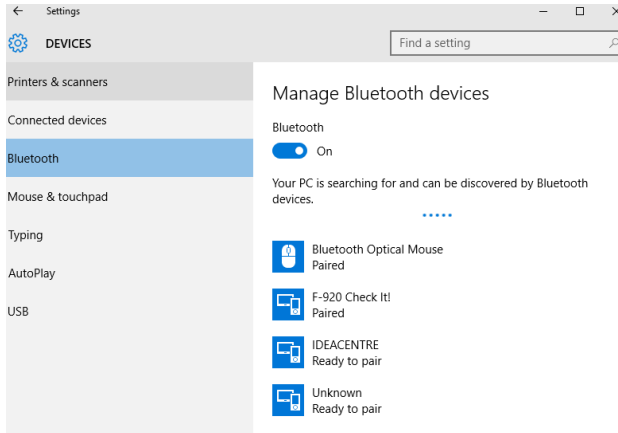 Settings
DEVICES
Find a setting
Printers & scanners
Connected devices
Bluetooth
Mouse & touchpad
Typing
AutoPlay
USB
Manage Bluetooth devices
Bluetooth
On
Your PC is searching for and can be discovered by Bluetooth
devices.
Bluetooth Optical Mouse
Paired
F-920 Check It!
Paired
IDEACENTRE
Ready to pair
Unknown
Ready to pair